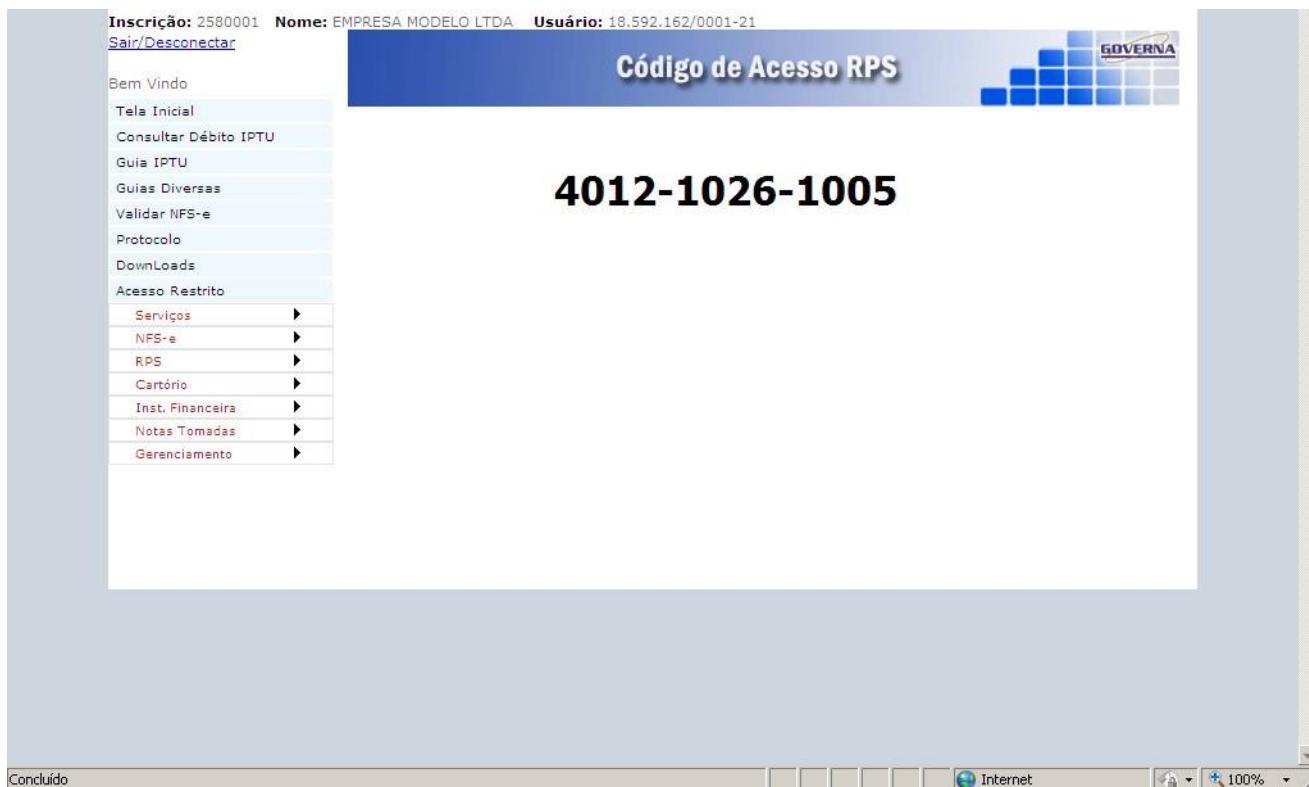 Inscrição: 2580001 Nome: EMPRESA MODELO LTDA Usuário: 18.592.162/0001-21
Sair/Desconectar
Código de Acesso RPS
GOVERNA
Bem Vindo
Tela Inicial
Consultar Débito IPTU
Guia IPTU
Guias Diversas
Validar NFS-e
Protocolo
DownLoads
Acesso Restrito
Serviços
NFS-e
RPS
Cartório
Inst. Financeira
Notas Tomadas
Gerenciamento
4012-1026-1005
Concluído
Internet
100%